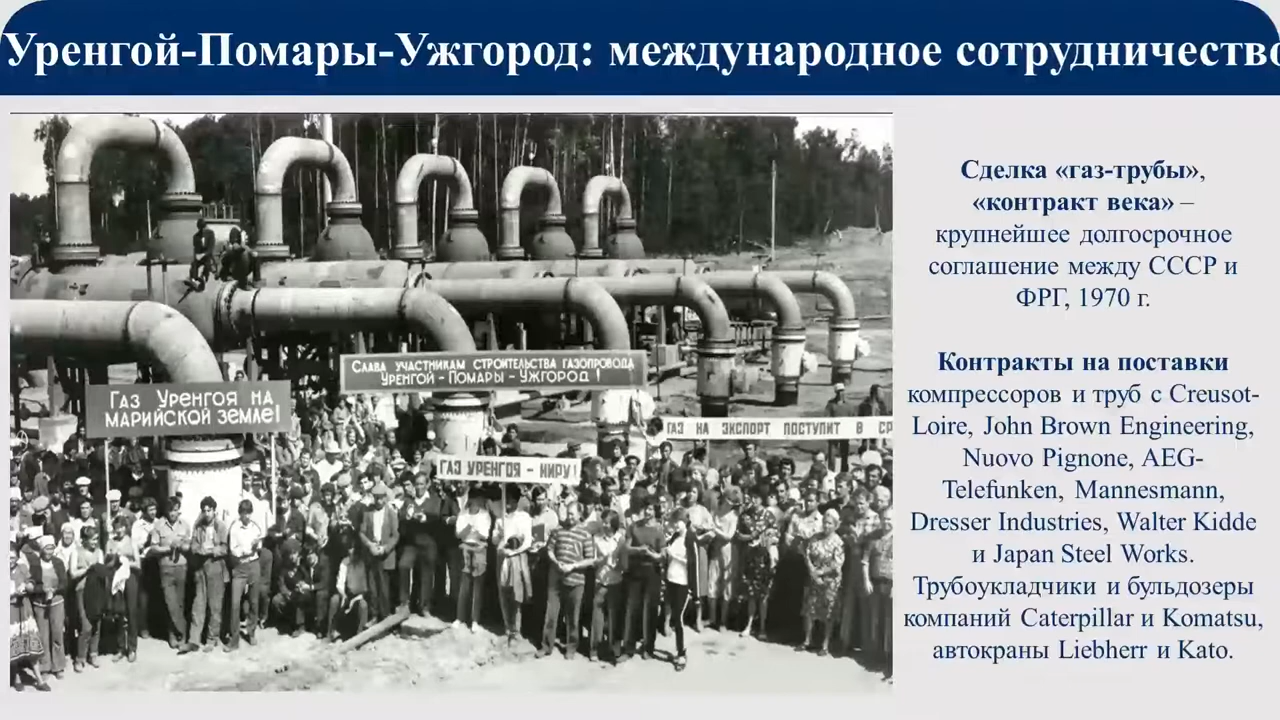 Уренгой-Помары-Ужгород: международное сотрудничество
Газ Уренгоя на
марийской земле!
Слава участникам строительства газопровода
Уренгой - Помары - Ужгород !
ГАЗ НА ЭКСПОРТ ПОСТУПИТ В СР
ГАЗ УРЕНГОЯ - МИРУ!
Сделка «газ-трубы»,
«контракт века» –
крупнейшее долгосрочное
соглашение между СССР и
ФРГ, 1970 г.
Контракты на поставки
компрессоров и труб с Creusot-
Loire, John Brown Engineering,
Nuovo Pignone, AEG-
Telefunken, Mannesmann,
Dresser Industries, Walter Kidde
и Japan Steel Works.
Трубоукладчики и бульдозеры
компаний Caterpillar и Komatsu,
автокраны Liebherr и Kato.